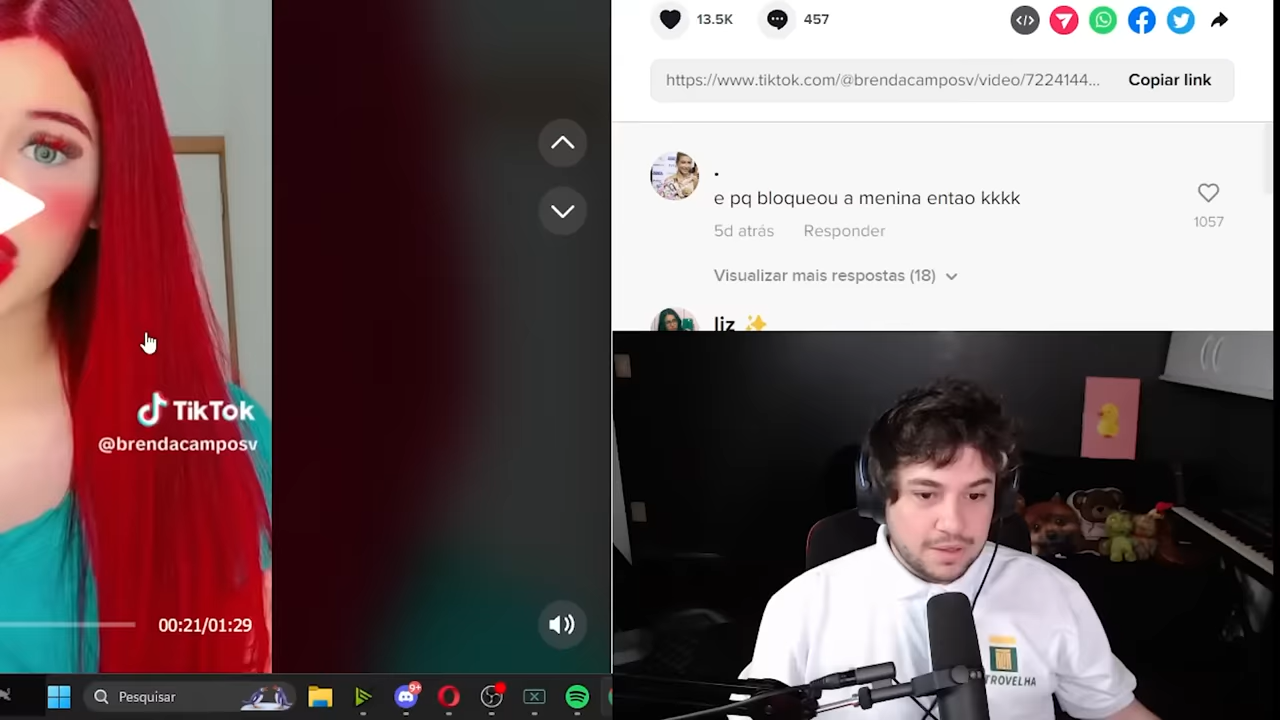 13.5K
457
https://www.tiktok.com/@brendacamposv/video/7224144...
Copiar link
.
e pq bloqueou a menina entao kkkk
5d atrás
Responder
1057
Visualizar mais respostas (18)
liz ✨
TikTok
@brendacamposv
00:21/01:29
TROVELHA
Pesquisar
9+